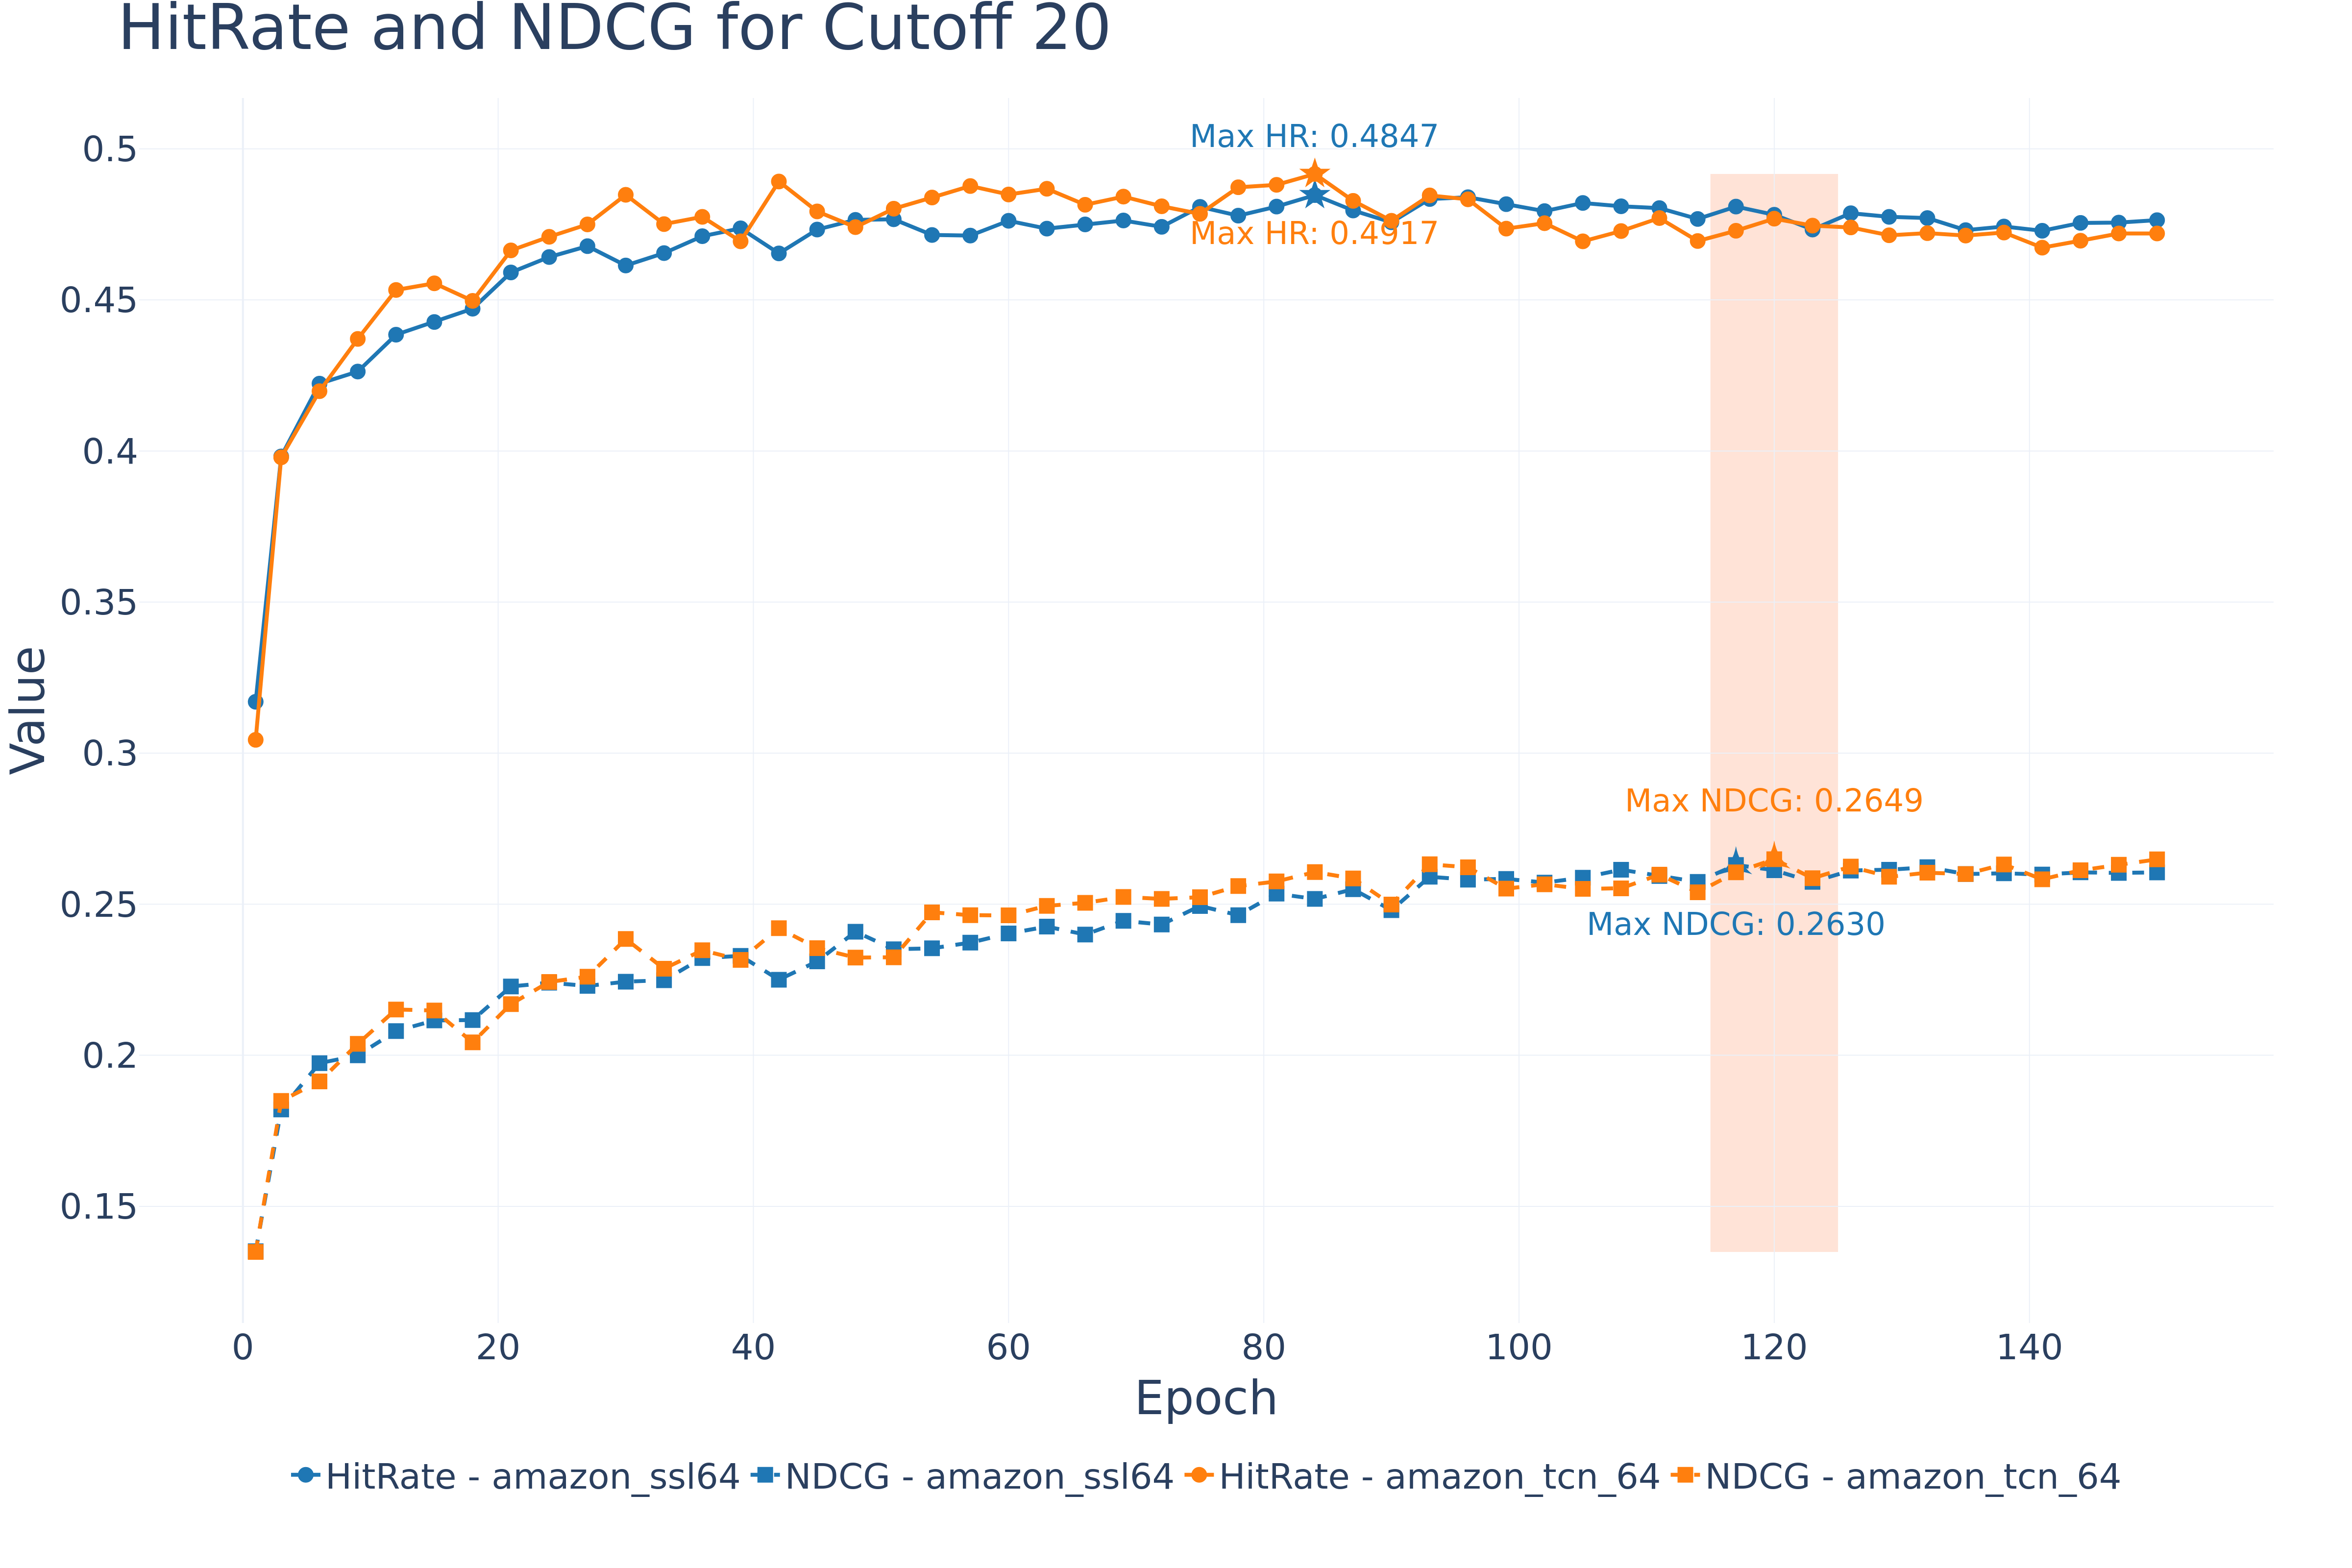 HitRate and NDCG for Cutoff 20
Max HR: 0.4847
Max HR: 0.4917
Max NDCG: 0.2649
Max NDCG: 0.2630
0.5
0.45
0.4
0.35
0.3
0.25
0.2
0.15
Value
0 20 40 60 80 100 120 140
Epoch
HitRate - amazon_ssl64 NDCG - amazon_ssl64 HitRate - amazon_tcn_64 NDCG - amazon_tcn_64